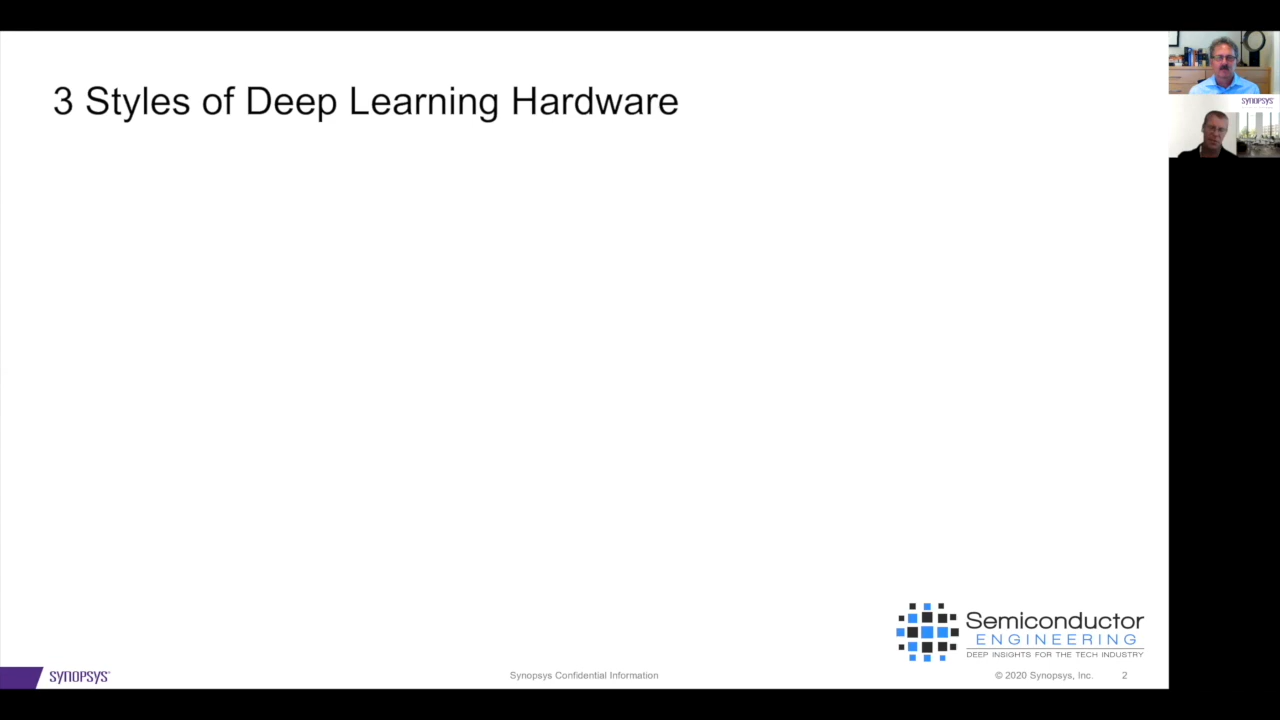 3 Styles of Deep Learning Hardware
SYNOPSYS
Semiconductor
ENGINEERING
DEEP INSIGHTS FOR THE TECH INDUSTRY
SYNOPSYS
Synopsys Confidential Information
© 2020 Synopsys, Inc.
2